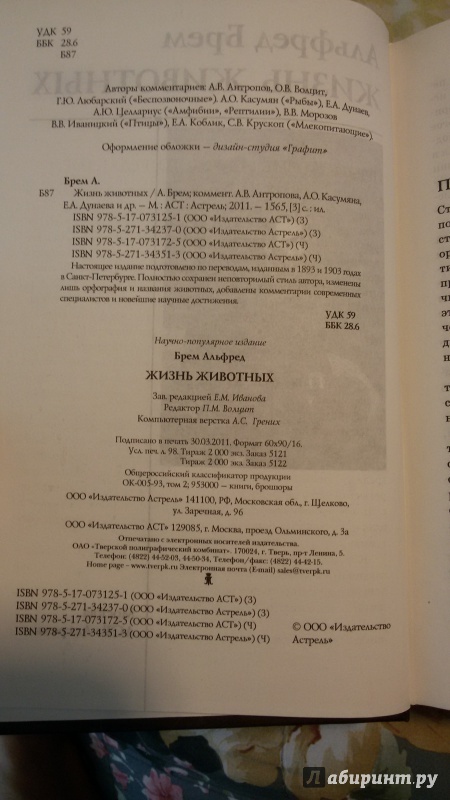 УДК 59
ББК 28.6
Б87
Авторы комментариев: А.В. Антропов, О.В. Волцит,
Г.Ю. Любарский («Беспозвоночные»). А.О. Касумян («Рыбы»), Е.А. Дунаев,
А.Ю. Целлариус («Амфибии», «Рептилии»), В.В. Морозов
В.В. Иваницкий («Птицы»), Е.А. Коблик, С.В. Крускоп («Млекопитающие»).
Оформление обложки — дизайн-студия «Графит»
Брем А.
Б87 Жизнь животных / А. Брем; коммент. А.В. Антропова, А.О. Касумяна,
Е.А. Дунаева и др. – М. : АСТ : Астрель; 2011. – 1565, [3] с.: ил.
ISBN 978-5-17-073125-1 (ООО «Издательство АСТ») (З)
ISBN 978-5-271-34237-0 (ООО «Издательство Астрель») (З)
ISBN 978-5-17-073172-5 (ООО «Издательство АСТ») (Ч)
ISBN 978-5-271-34351-3 (ООО «Издательство Астрель») (Ч)
Настоящее издание подготовлено по переводам, изданным в 1893 и 1903 годах
в Санкт-Петербурге. Полностью сохранен неповторимый стиль автора, изменены
лишь орфография и названия животных, добавлены комментарии современных
специалистов и новейшие научные достижения.
УДК 59
ББК 28.6
Научно-популярное издание
Брем Альфред
ЖИЗНЬ ЖИВОТНЫХ
Зав. редакцией Е.М. Иванова
Редактор П.М. Волцит
Компьютерная верстка А.С. Грених
Подписано в печать 30.03.2011. Формат 60х90/16.
Усл. печ л. 98. Тираж 2 000 экз. Заказ 5121
Тираж 2 000 экз. Заказ 5122
Общероссийский классификатор продукции
ОК-005-93, том 2; 953000 — книги, брошюры
ООО «Издательство Астрель» 141100, РФ, Московская обл., г. Щелково,
ул. Заречная, д. 96
ООО «Издательство АСТ» 129085, г. Москва, проезд Ольминского, д. 3а
Отпечатано с электронных носителей издательства.
ОАО «Тверской полиграфический комбинат». 170024, г. Тверь, пр-т Ленина, 5.
Телефон: (4822) 44-52-03, 44-50-34, Телефон/факс: (4822) 44-42-15.
Home page - www.tverpk.ru Электронная почта (E-mail) sales@tverpk.ru
ISBN 978-5-17-073125-1 (ООО «Издательство АСТ») (З)
ISBN 978-5-271-34237-0 (ООО «Издательство Астрель») (З)
ISBN 978-5-17-073172-5 (ООО «Издательство АСТ») (Ч)
ISBN 978-5-271-34351-3 (ООО «Издательство Астрель») (Ч)
© ООО «Издательство
Астрель»
Лабиринт.ру